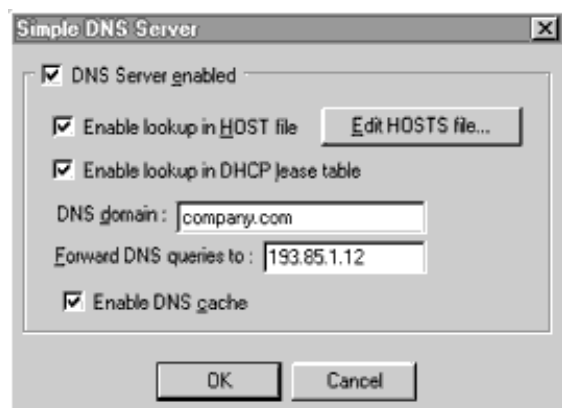 Simple DNS Server
DNS Server enabled
Enable lookup in HOST file
Edit HOSTS file...
Enable lookup in DHCP lease table
DNS domain : company.com
Forward DNS queries to : 193.85.1.12
Enable DNS cache
OK
Cancel